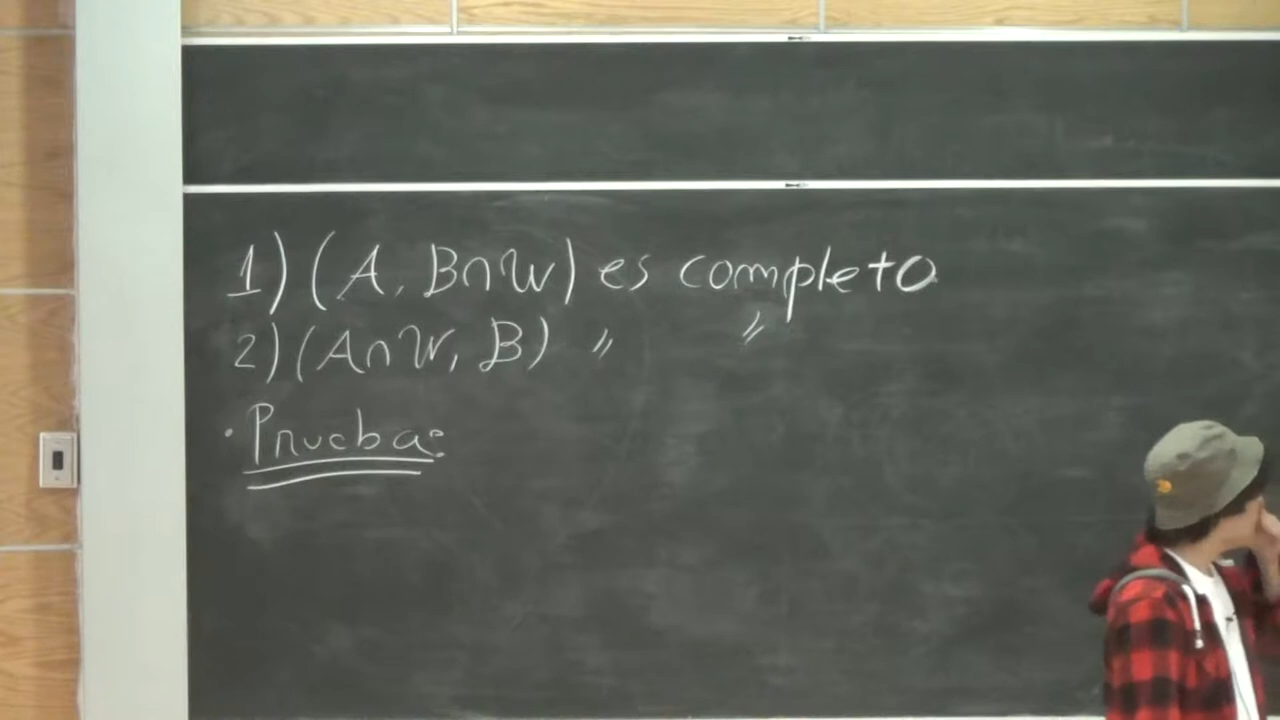 1) (A, B∩W) es completo
2) (A∩W, B)〃 〃
· Prueba: